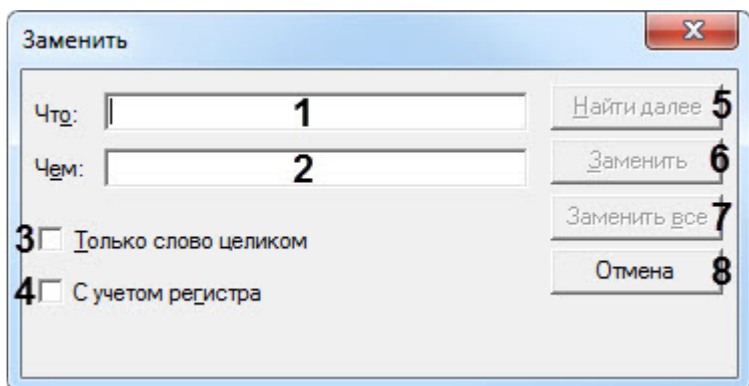 Заменить
Что: 1
Найти далее 5
Чем: 2
Заменить 6
3 Только слово целиком
Заменить все 7
4 С учетом регистра
Отмена 8